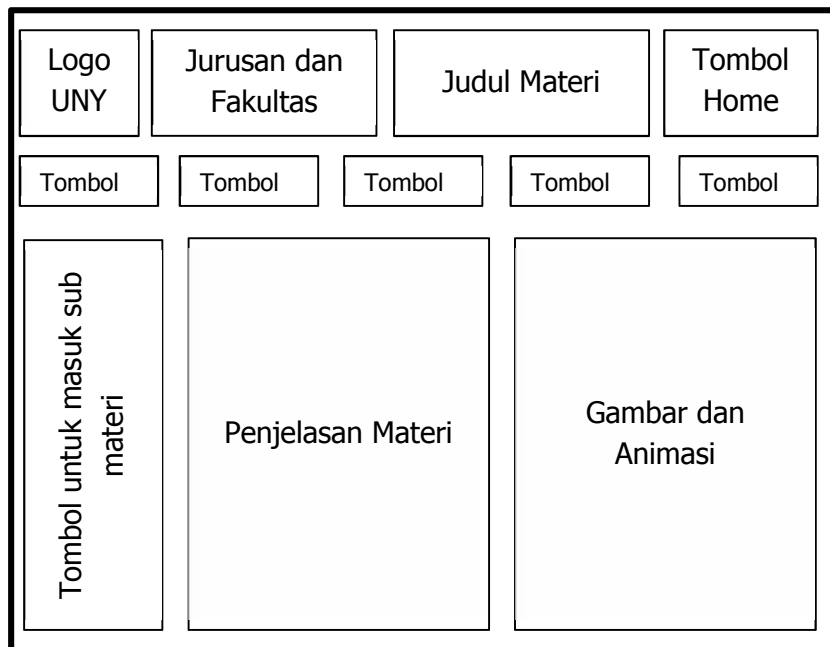 Logo
UNY
Jurusan dan
Fakultas
Judul Materi
Tombol
Home
Tombol
Tombol
Tombol
Tombol
Tombol
Tombol untuk masuk sub
materi
Penjelasan Materi
Gambar dan
Animasi